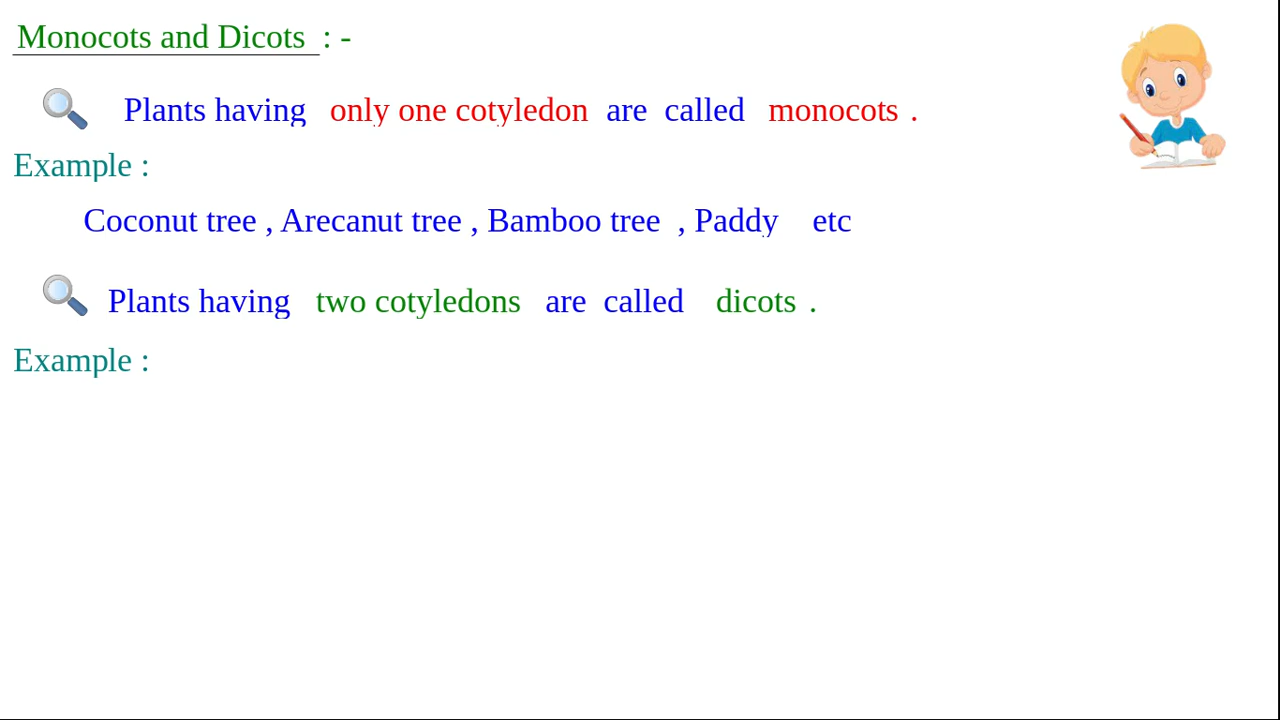 Monocots and Dicots : -
Plants having only one cotyledon are called monocots .
Example :
Coconut tree , Arecanut tree , Bamboo tree , Paddy etc
Plants having two cotyledons are called dicots .
Example :